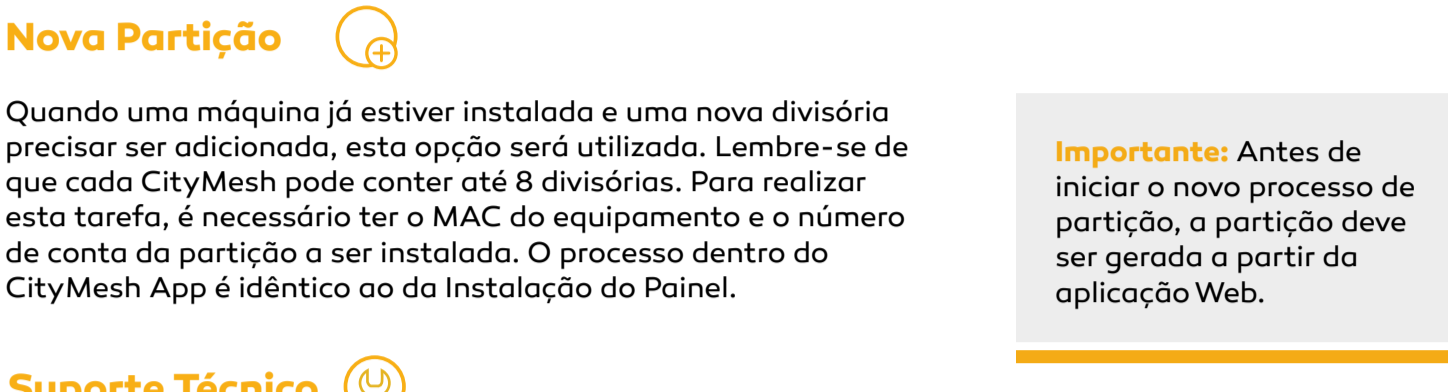 Nova Partição
Quando uma máquina já estiver instalada e uma nova divisória
precisar ser adicionada, esta opção será utilizada. Lembre-se de
que cada CityMesh pode conter até 8 divisórias. Para realizar
esta tarefa, é necessário ter o MAC do equipamento e o número
de conta da partição a ser instalada. O processo dentro do
CityMesh App é idêntico ao da Instalação do Painel.
Importante: Antes de
iniciar o novo processo de
partição, a partição deve
ser gerada a partir da
aplicação Web.
Suporte Técnico